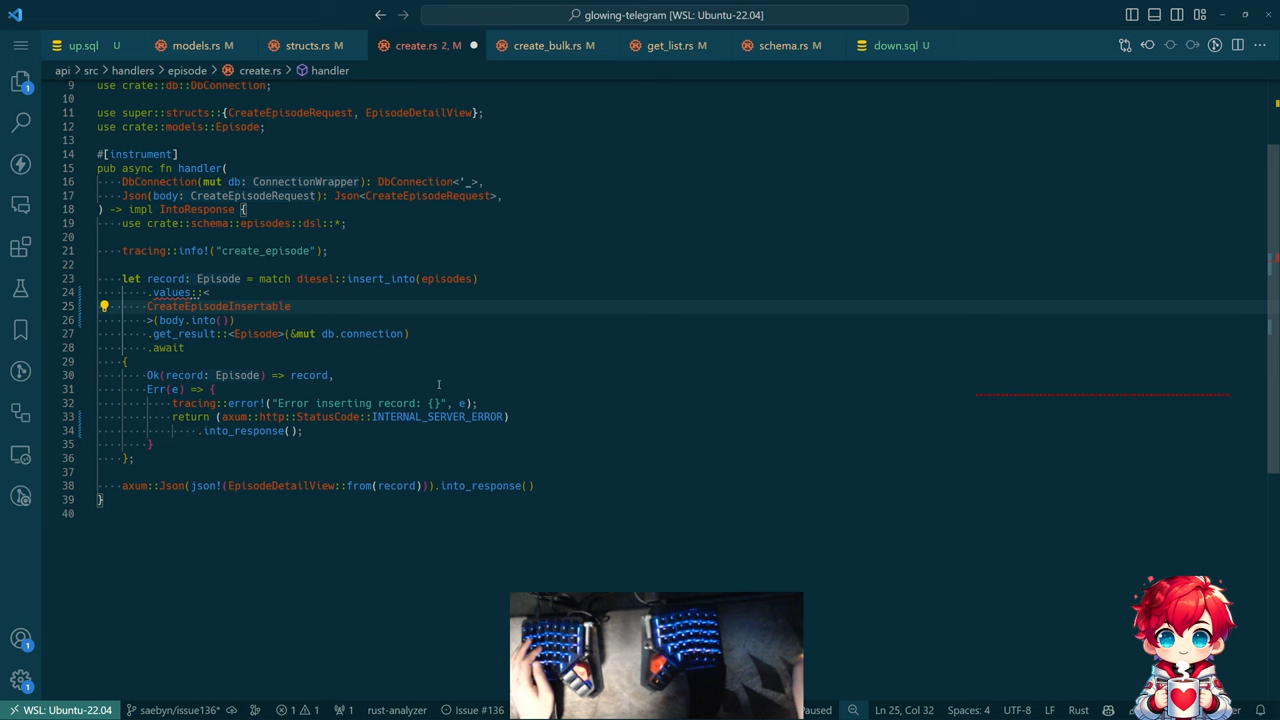 glowing-telegram [WSL: Ubuntu-22.04]
up.sql U
models.rs M
structs.rs M
create.rs 2, M
create_bulk.rs M
get_list.rs M
schema.rs M
down.sql U
api > src > handlers > episode > create.rs > handler
9 use crate::db::DbConnection;
10
11 use super::structs::{CreateEpisodeRequest, EpisodeDetailView};
12 use crate::models::Episode;
13
14 #[instrument]
15 pub async fn handler(
16 ····DbConnection(mut db: ConnectionWrapper): DbConnection<'_>,
17 ····Json(body: CreateEpisodeRequest): Json<CreateEpisodeRequest>,
18 ) -> impl IntoResponse {
19 ····use crate::schema::episodes::dsl::*;
20
21 ····tracing::info!("create_episode");
22
23 ····let record: Episode = match diesel::insert_into(episodes)
24 ········.values::<
25 ········CreateEpisodeInsertable
26 ········>(body.into())
27 ········.get_result::<Episode>(&mut db.connection)
28 ········.await
29 ····{
30 ········Ok(record: Episode) => record,
31 ········Err(e) => {
32 ············tracing::error!("Error inserting record: {}", e);
33 ············return (axum::http::StatusCode::INTERNAL_SERVER_ERROR)
34 ················.into_response();
35 ········}
36 ····};
37
38 ····axum::Json(json!(EpisodeDetailView::from(record))).into_response()
39 }
40
1
1
1
WSL: Ubuntu-22.04 saebyn/issue136* 1 1 1 rust-analyzer Issue #136 Paused Ln 25, Col 32 Spaces: 4 UTF-8 LF Rust